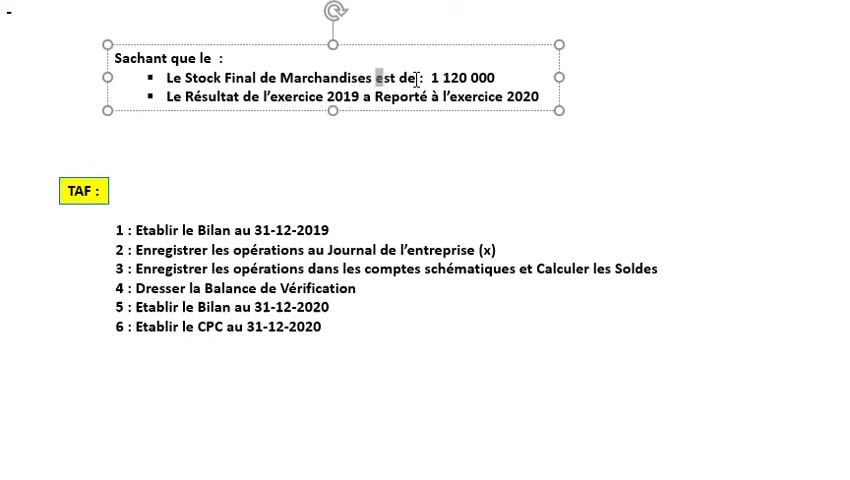 -
Sachant que le :
▪ Le Stock Final de Marchandises est de : 1 120 000
▪ Le Résultat de l’exercice 2019 a Reporté à l’exercice 2020
TAF :
1 : Etablir le Bilan au 31-12-2019
2 : Enregistrer les opérations au Journal de l’entreprise (x)
3 : Enregistrer les opérations dans les comptes schématiques et Calculer les Soldes
4 : Dresser la Balance de Vérification
5 : Etablir le Bilan au 31-12-2020
6 : Etablir le CPC au 31-12-2020